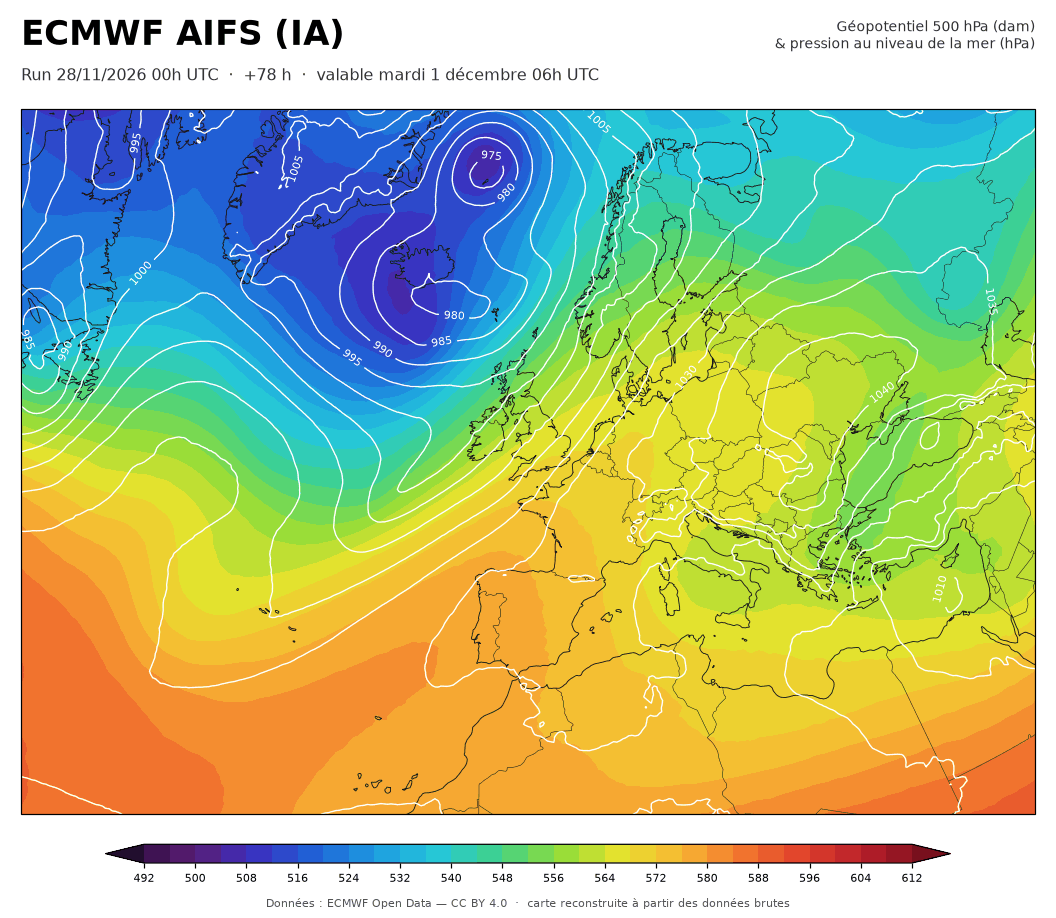 ECMWF AIFS (IA)
Géopotentiel 500 hPa (dam)
& pression au niveau de la mer (hPa)
Run 28/11/2026 00h UTC · +78 h · valable mardi 1 décembre 06h UTC
1005
995
975
1005
980
1000
1035
980
985
990
985
990
995
1030
1040
1010
492 500 508 516 524 532 540 548 556 564 572 580 588 596 604 612
Données : ECMWF Open Data — CC BY 4.0 · carte reconstruite à partir des données brutes